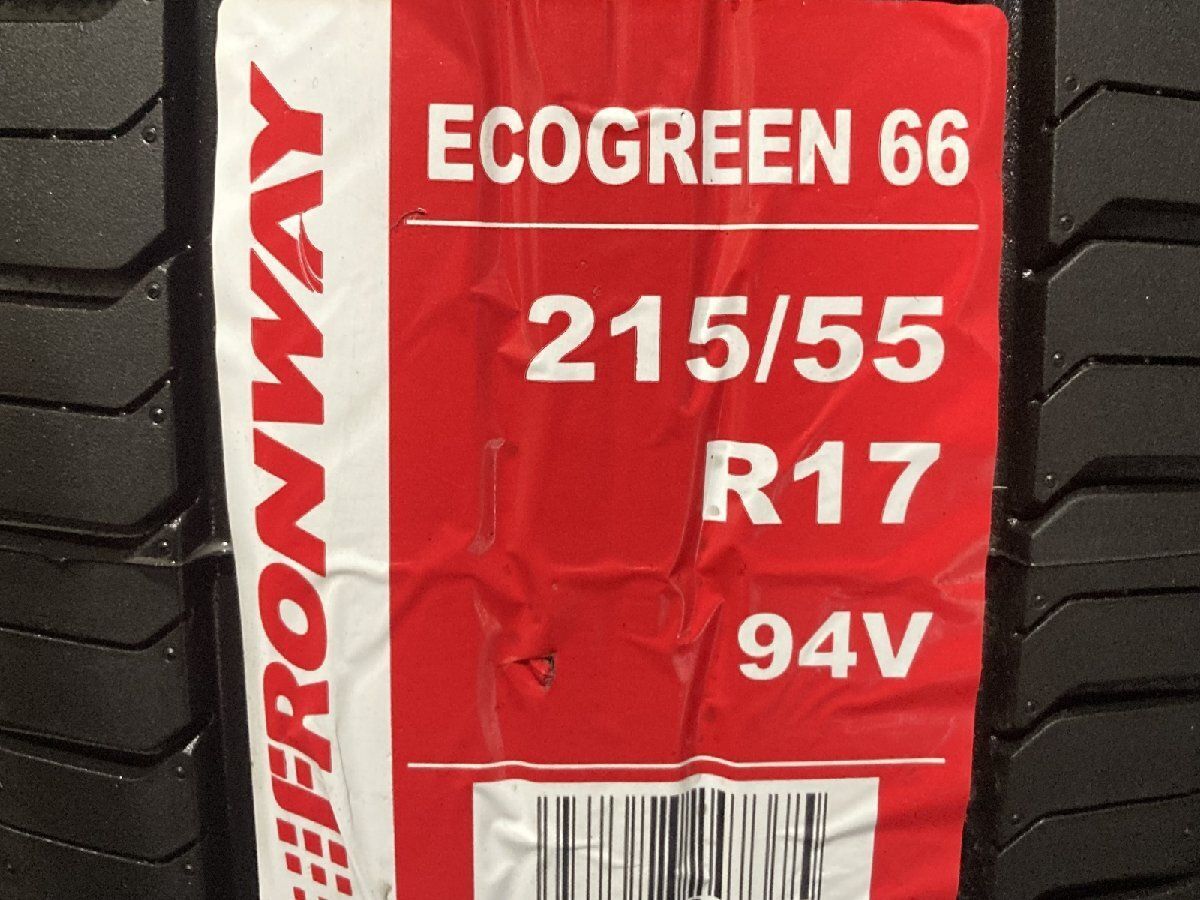 FRONWAY
ECOGREEN 66
215/55
R17
94V